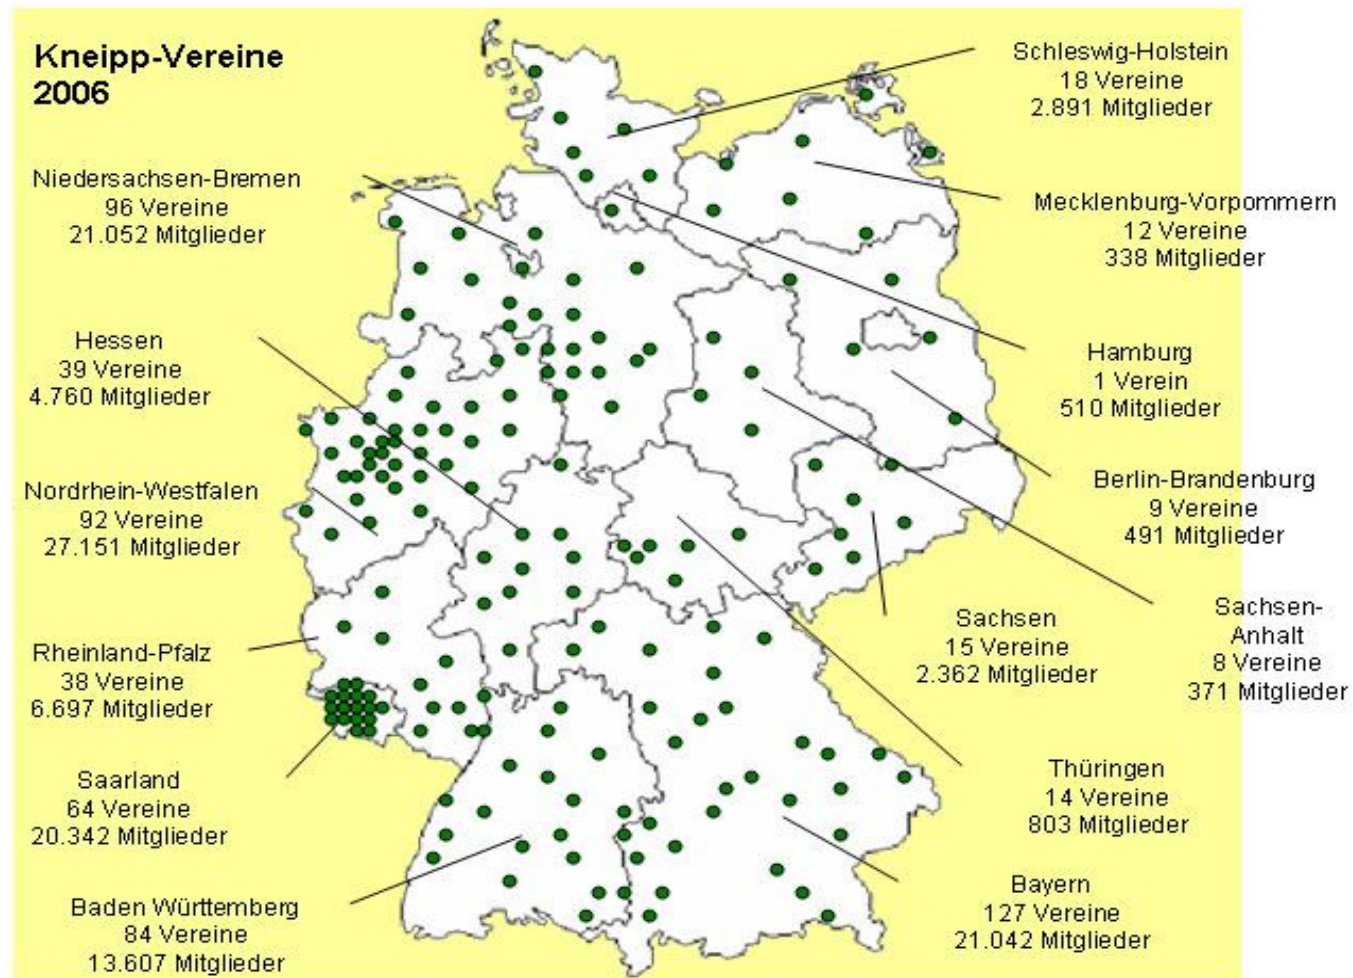 Kneipp-Vereine
2006
Schleswig-Holstein
18 Vereine
2.891 Mitglieder
Niedersachsen-Bremen
96 Vereine
21.052 Mitglieder
Mecklenburg-Vorpommern
12 Vereine
338 Mitglieder
Hessen
39 Vereine
4.760 Mitglieder
Hamburg
1 Verein
510 Mitglieder
Nordrhein-Westfalen
92 Vereine
27.151 Mitglieder
Berlin-Brandenburg
9 Vereine
491 Mitglieder
Sachsen-
Anhalt
8 Vereine
371 Mitglieder
Sachsen
15 Vereine
2.362 Mitglieder
Rheinland-Pfalz
38 Vereine
6.697 Mitglieder
Saarland
64 Vereine
20.342 Mitglieder
Thüringen
14 Vereine
803 Mitglieder
Baden Württemberg
84 Vereine
13.607 Mitglieder
Bayern
127 Vereine
21.042 Mitglieder